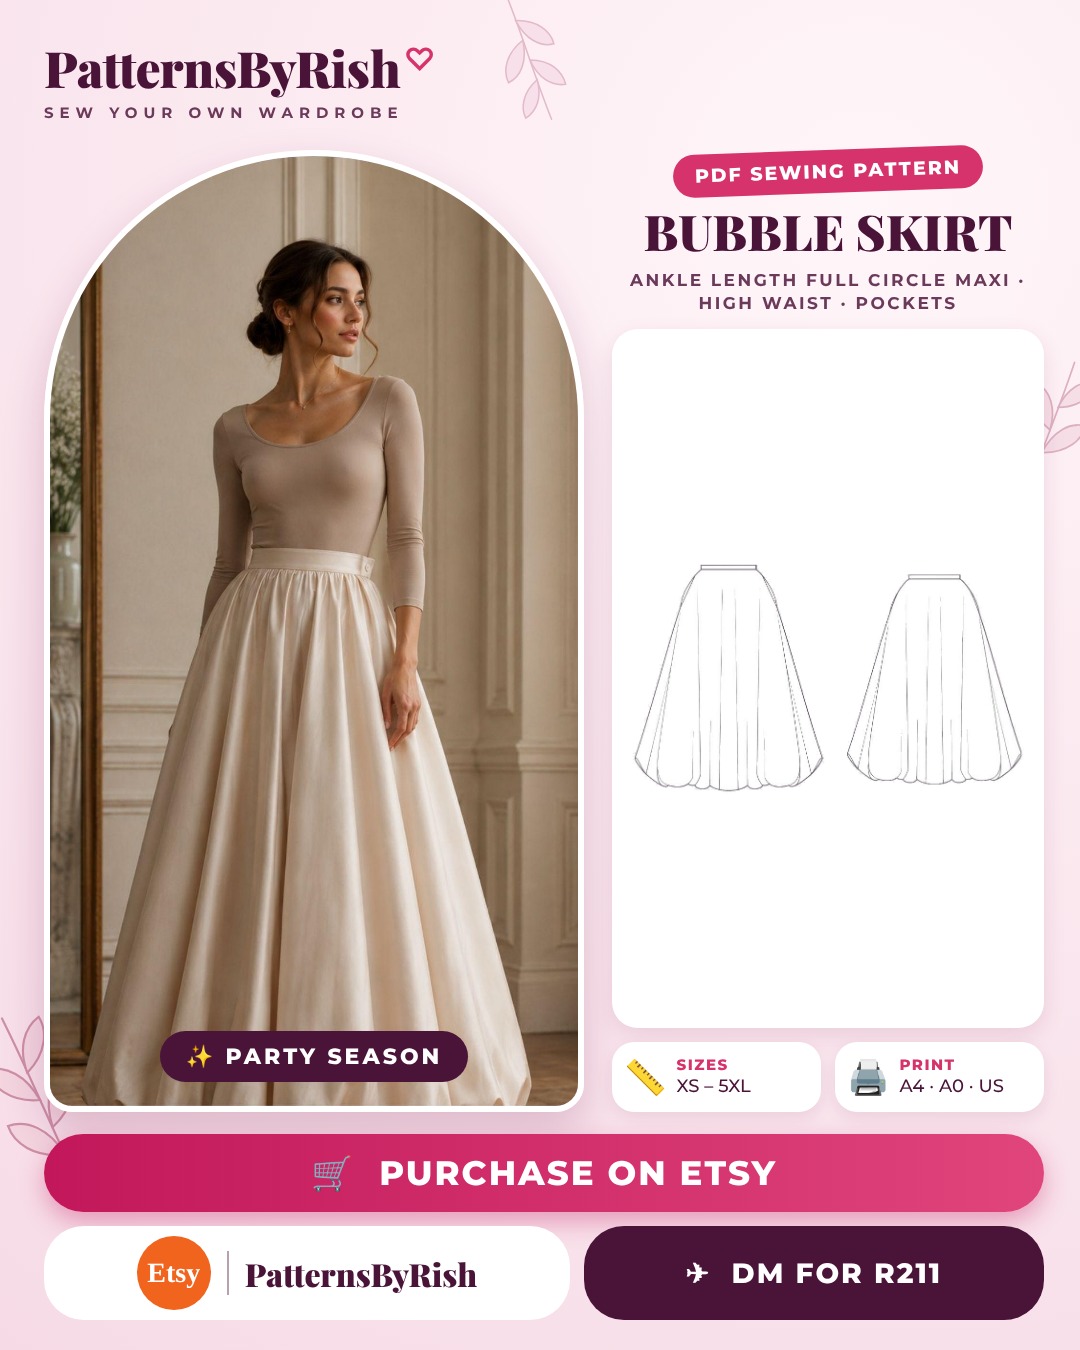 PatternsByRish
SEW YOUR OWN WARDROBE
PDF SEWING PATTERN
BUBBLE SKIRT
ANKLE LENGTH FULL CIRCLE MAXI ·
HIGH WAIST · POCKETS
✨ PARTY SEASON
SIZES
XS – 5XL
PRINT
A4 · A0 · US
🛒 PURCHASE ON ETSY
Etsy | PatternsByRish
✈ DM FOR R211